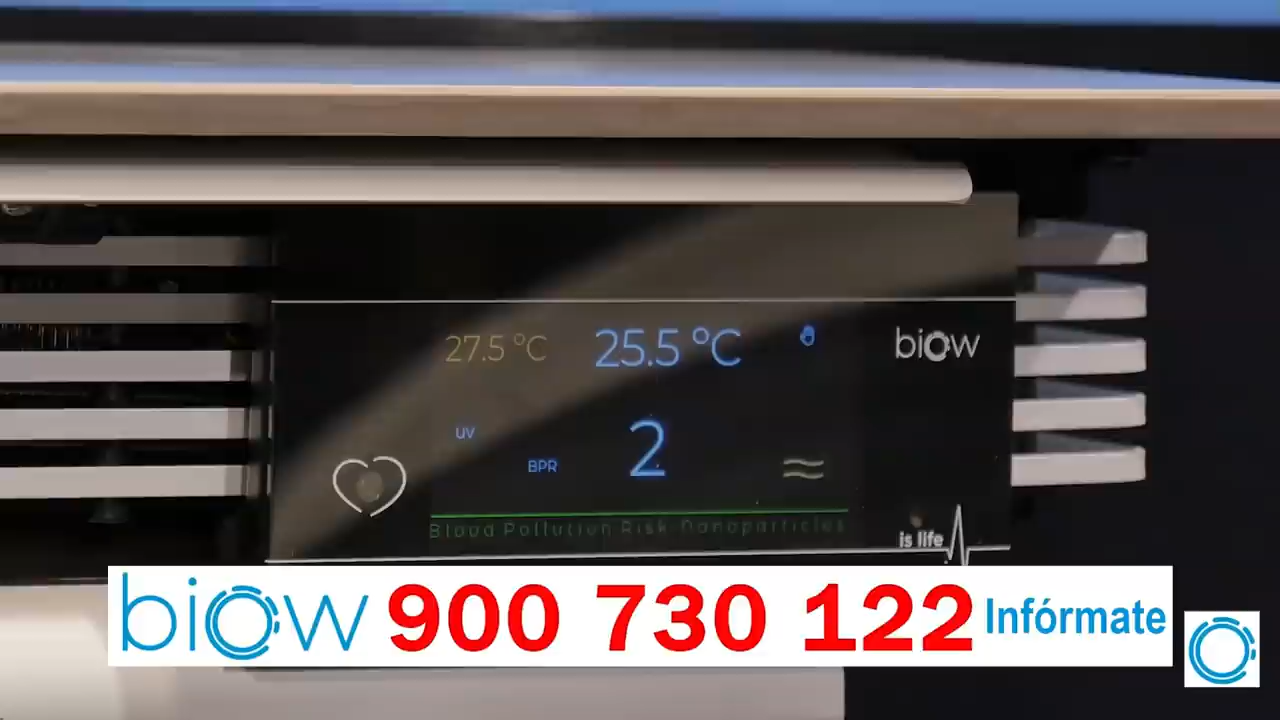 27.5 °C 25.5 °C biow
UV
BPR 2
Blood Pollution Risk Nanoparticles
is life
biow 900 730 122 Infórmate